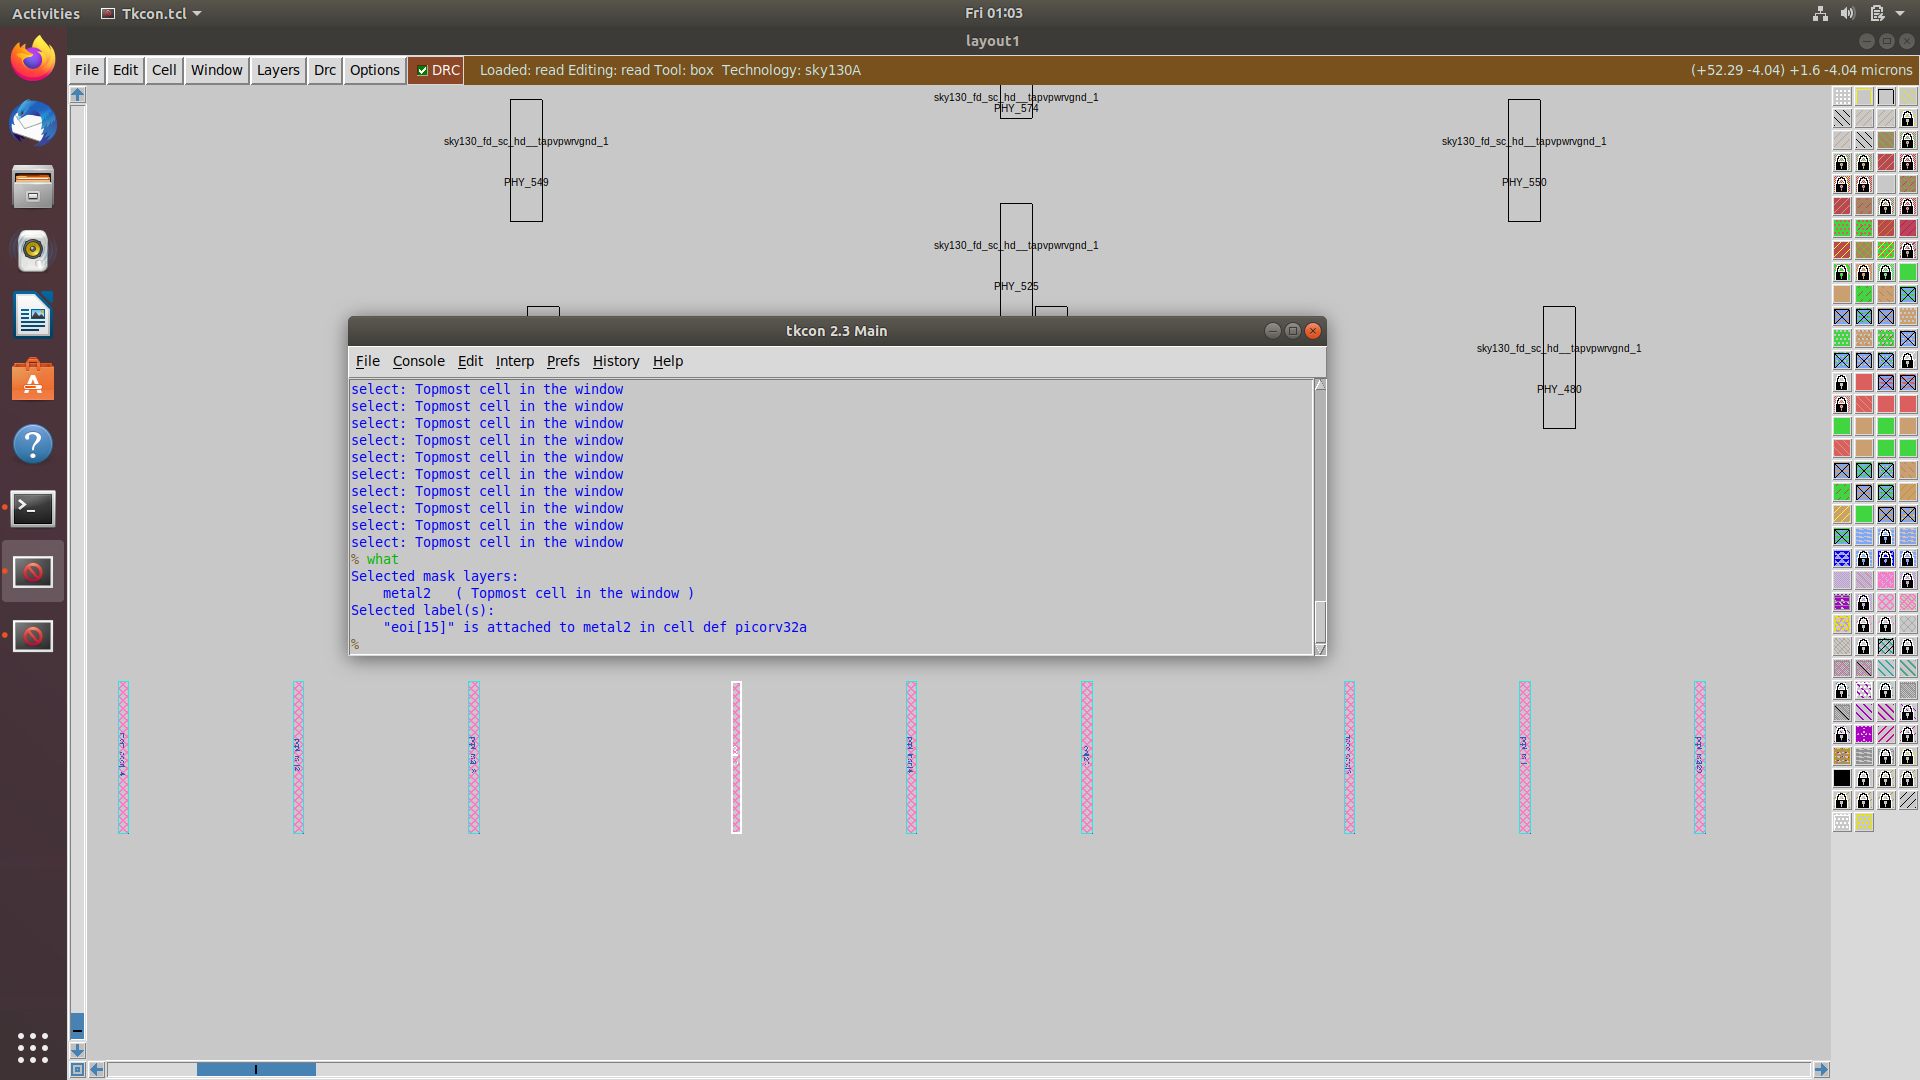 Activities
Tkcon.tcl
Fri 01:03
layout1
File Edit Cell Window Layers Drc Options DRC
Loaded: read Editing: read Tool: box Technology: sky130A
(+52.29 -4.04) +1.6 -4.04 microns
sky130_fd_sc_hd__tapvpwrvgnd_1
PHY_574
sky130_fd_sc_hd__tapvpwrvgnd_1
PHY_549
sky130_fd_sc_hd__tapvpwrvgnd_1
PHY_550
sky130_fd_sc_hd__tapvpwrvgnd_1
PHY_525
sky130_fd_sc_hd__tapvpwrvgnd_1
PHY_480
tkcon 2.3 Main
File Console Edit Interp Prefs History Help
select: Topmost cell in the window
select: Topmost cell in the window
select: Topmost cell in the window
select: Topmost cell in the window
select: Topmost cell in the window
select: Topmost cell in the window
select: Topmost cell in the window
select: Topmost cell in the window
select: Topmost cell in the window
select: Topmost cell in the window
% what
Selected mask layers:
metal2 ( Topmost cell in the window )
Selected label(s):
"eoi[15]" is attached to metal2 in cell def picorv32a
%